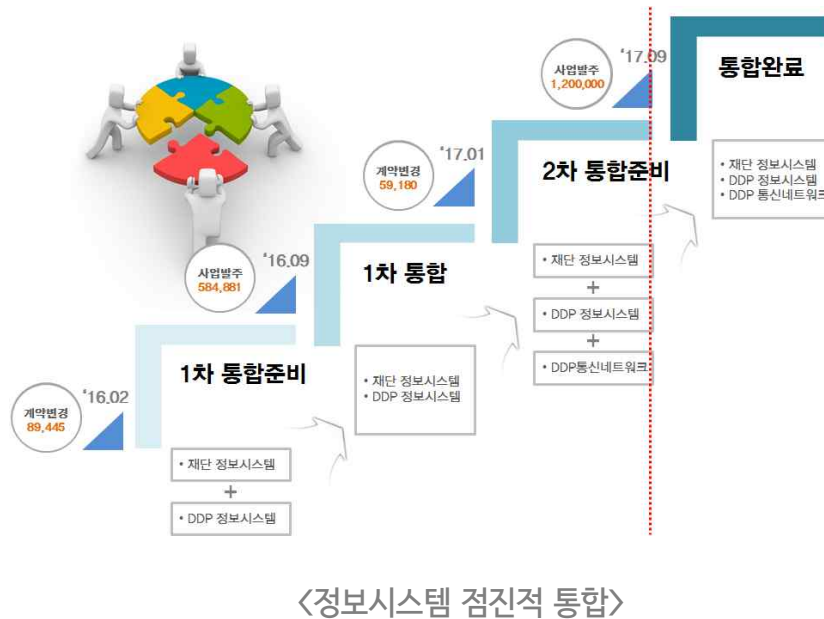 계약변경
89,445
'16.02
1차 통합준비
• 재단 정보시스템
+
• DDP 정보시스템
사업발주
584,881
'16.09
1차 통합
• 재단 정보시스템
• DDP 정보시스템
계약변경
59,180
'17.01
2차 통합준비
• 재단 정보시스템
+
• DDP 정보시스템
+
• DDP통신네트워크
사업발주
1,200,000
'17.09
통합완료
• 재단 정보시스템
• DDP 정보시스템
• DDP 통신네트워크
<정보시스템 점진적 통합>